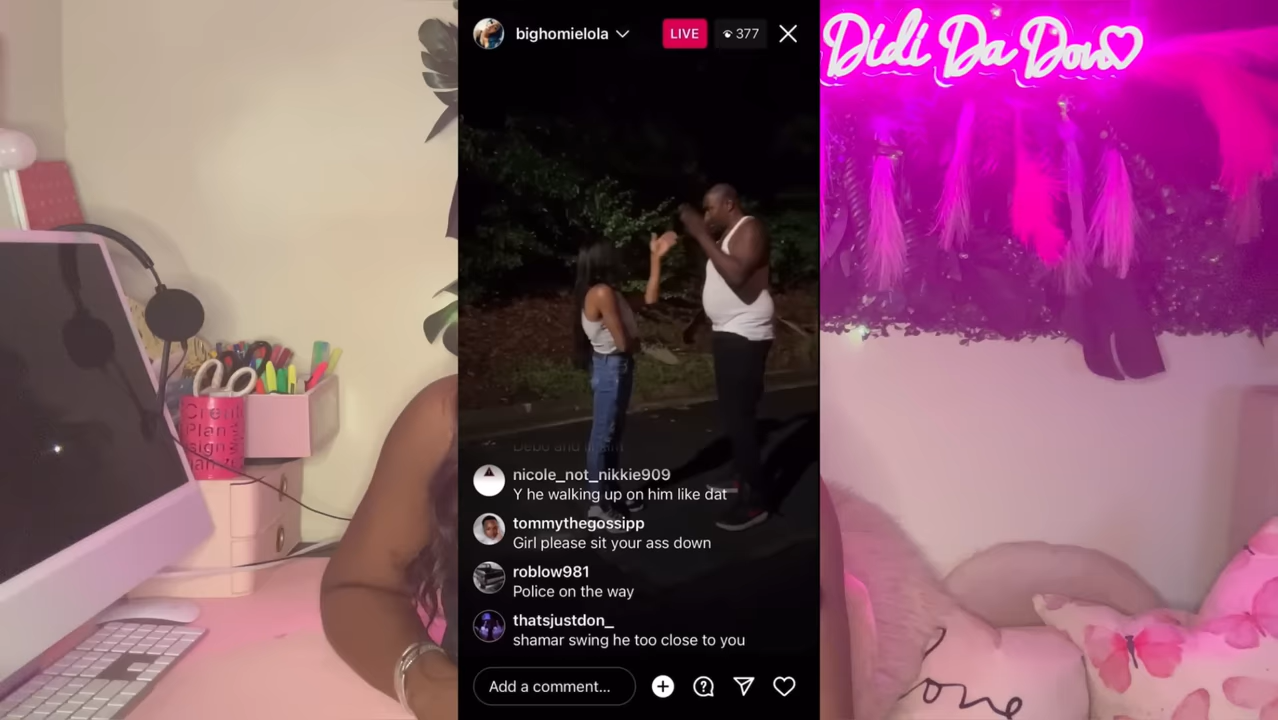 bighomielola
LIVE
377
Didi Da Don
nicole_not_nikkie909
Y he walking up on him like dat
tommythegossipp
Girl please sit your ass down
roblow981
Police on the way
thatsjustdon_
shamar swing he too close to you
Add a comment...
Plan